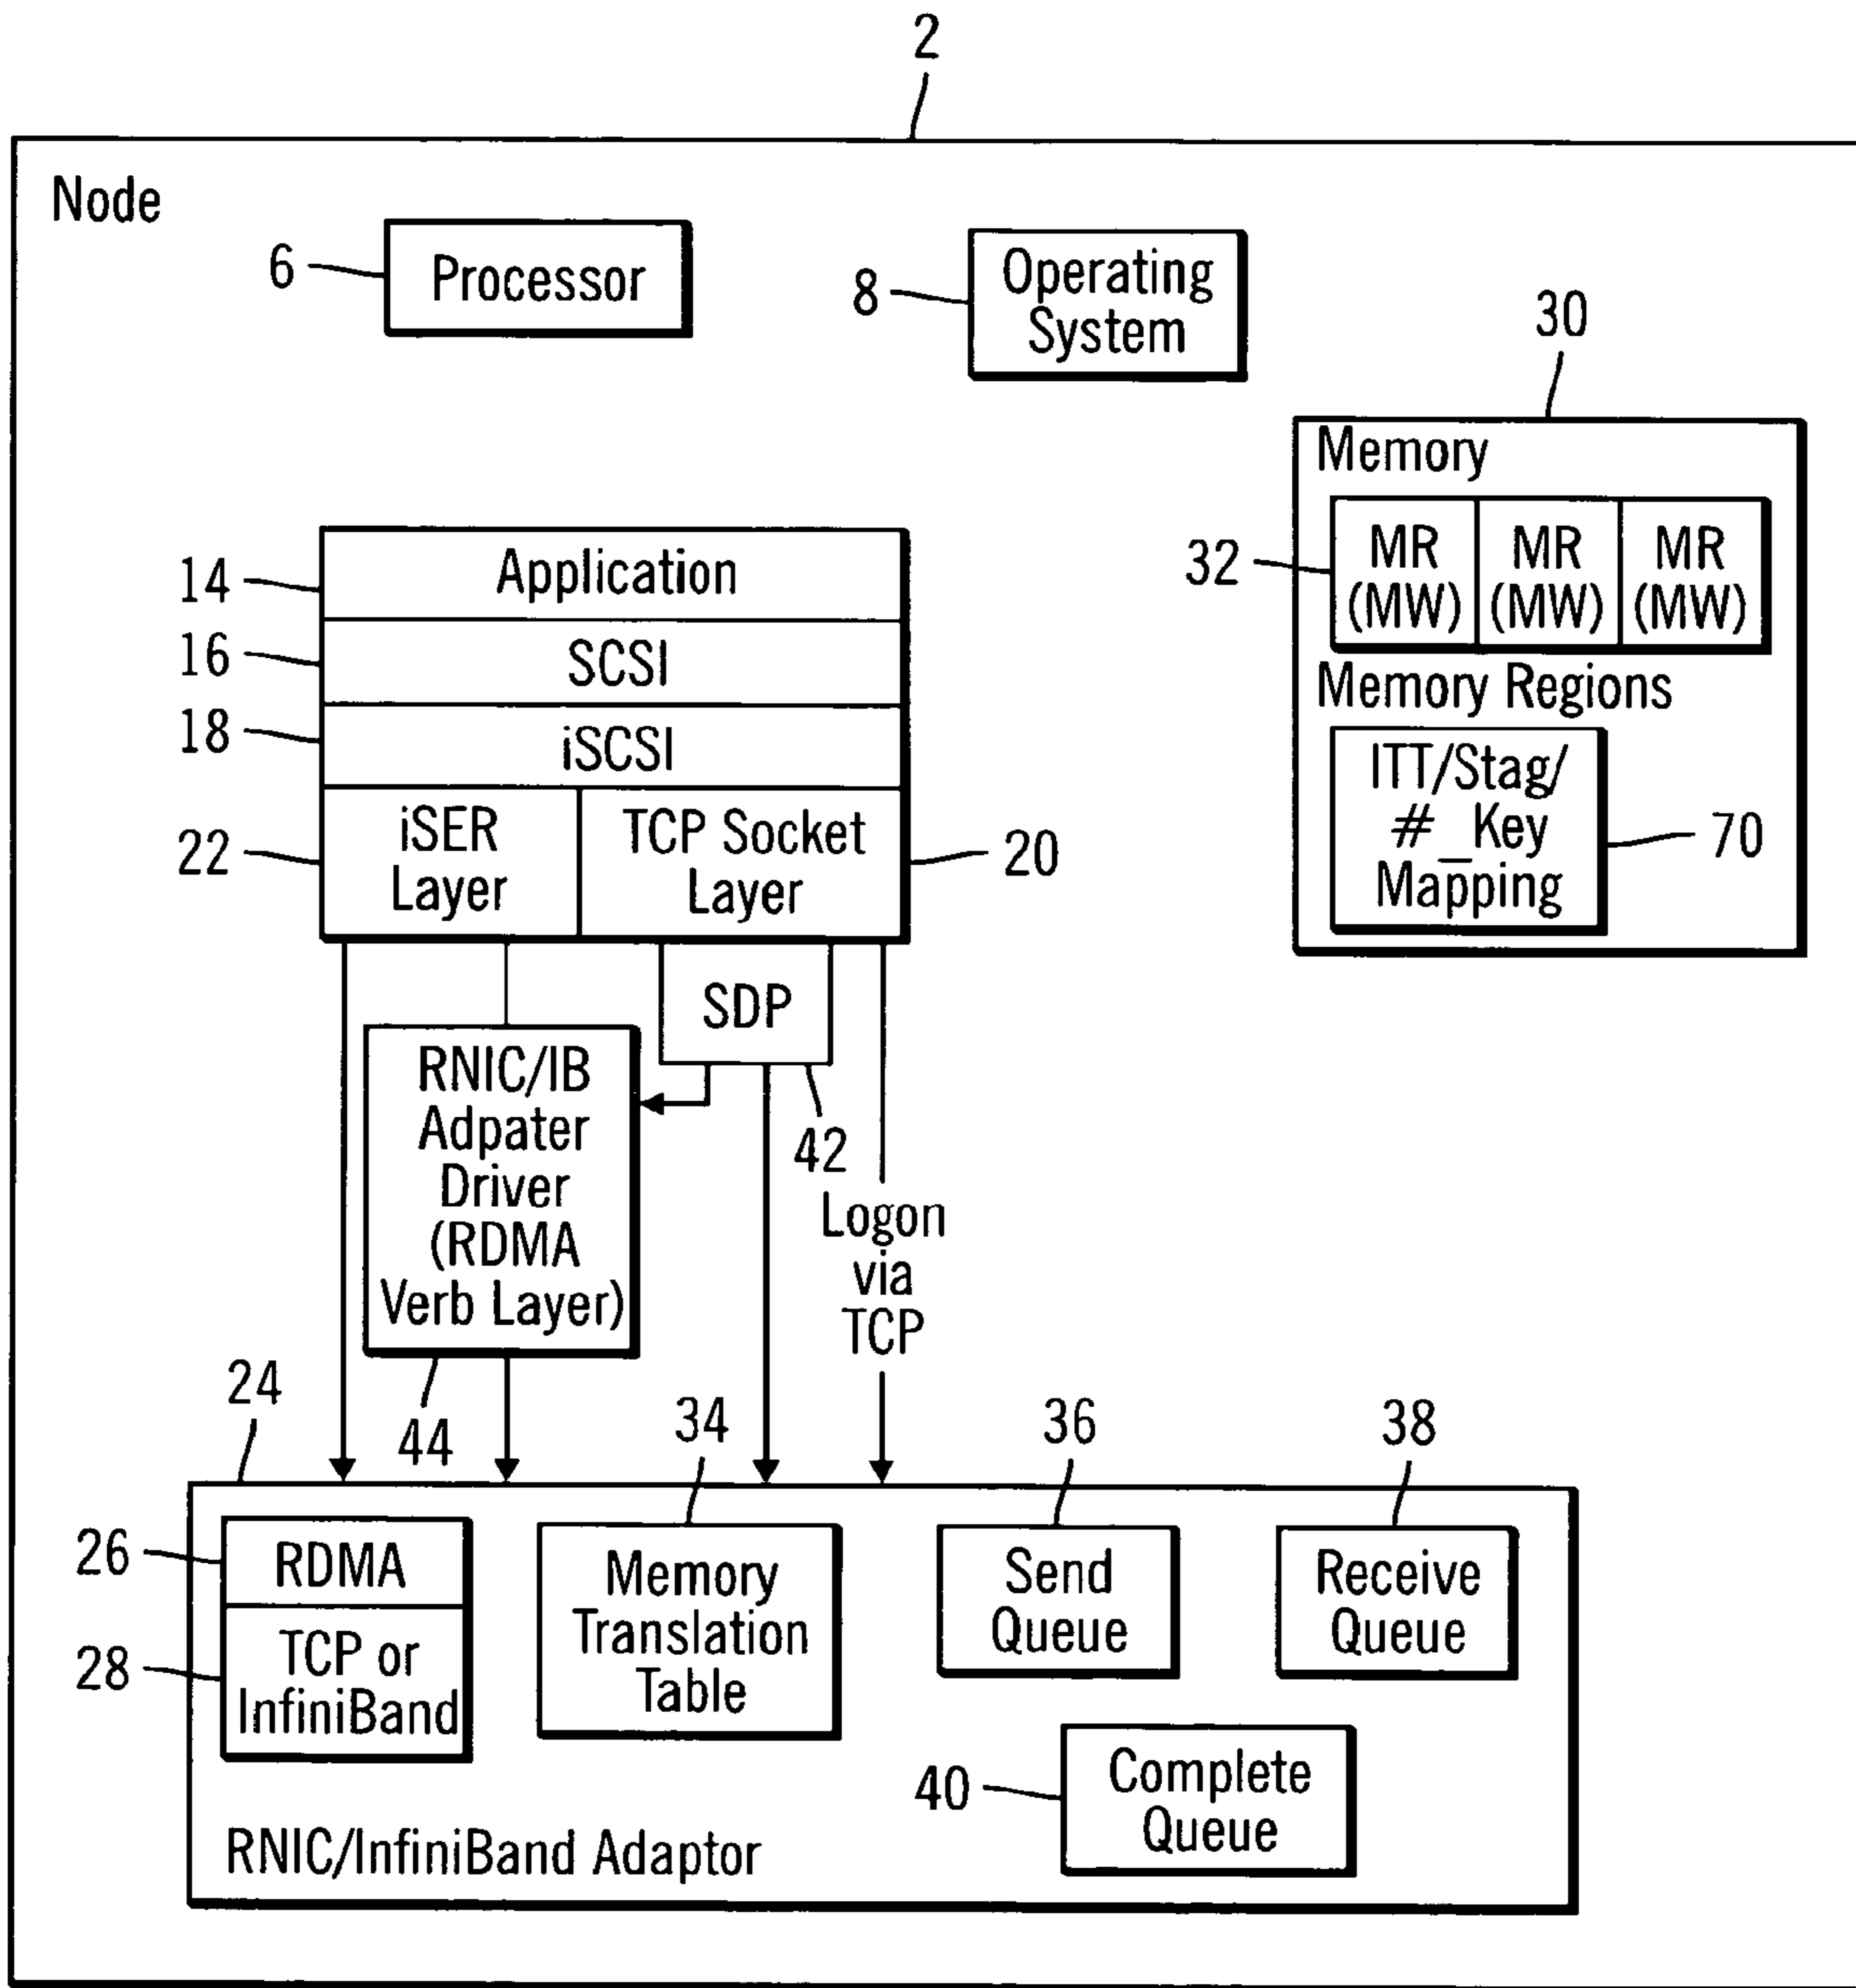 2
Node
6
Processor
8
Operating
System
30
Memory
32
MR
(MW)
MR
(MW)
MR
(MW)
Memory Regions
ITT/Stag/
#_Key
Mapping
70
14
Application
16
SCSI
18
iSCSI
22
iSER
Layer
TCP Socket
Layer
20
SDP
42
RNIC/IB
Adpater
Driver
(RDMA
Verb Layer)
44
Logon
via
TCP
24
26
RDMA
28
TCP or
InfiniBand
34
Memory
Translation
Table
36
Send
Queue
38
Receive
Queue
40
Complete
Queue
RNIC/InfiniBand Adaptor